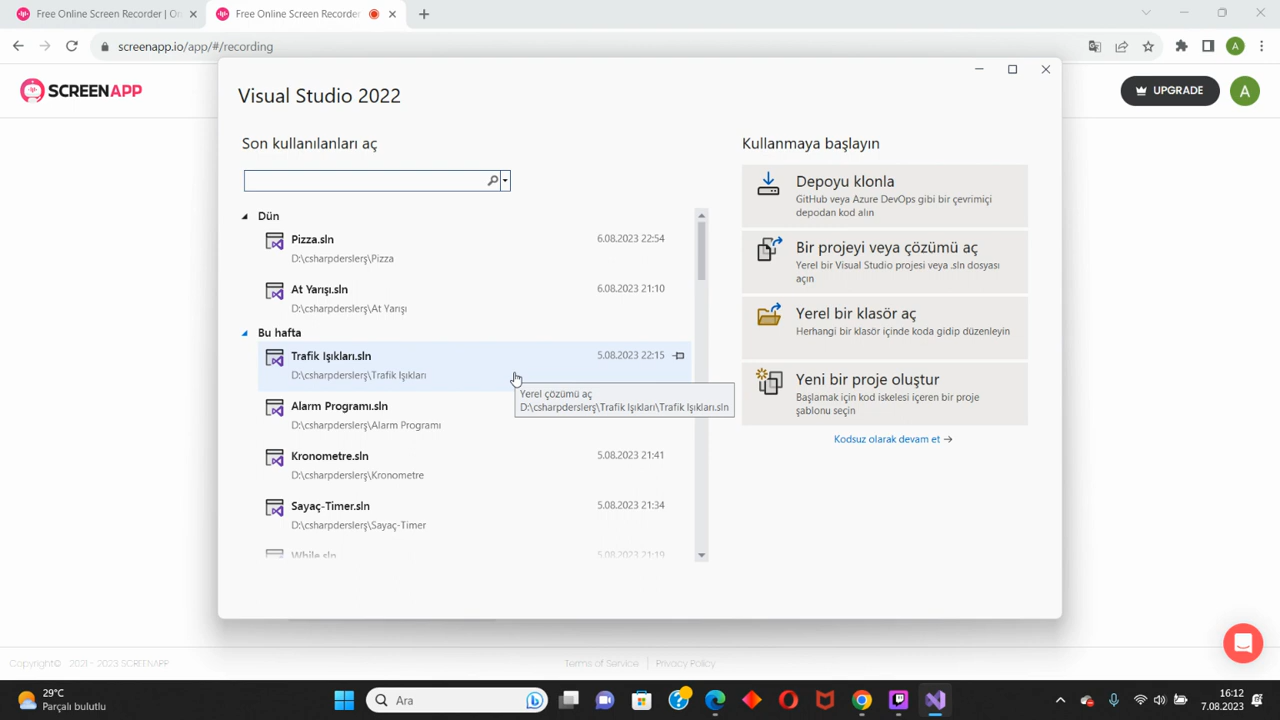 Free Online Screen Recorder | On
Free Online Screen Recorder
screenapp.io/app/#/recording
A
SCREENAPP
UPGRADE
A
Visual Studio 2022
Son kullanılanları aç
Dün
Pizza.sln
6.08.2023 22:54
D:\csharpderslerş\Pizza
At Yarışı.sln
6.08.2023 21:10
D:\csharpderslerş\At Yarışı
Bu hafta
Trafik Işıkları.sln
5.08.2023 22:15
D:\csharpderslerş\Trafik Işıkları
Yerel çözümü aç
D:\csharpderslerş\Trafik Işıkları\Trafik Işıkları.sln
Alarm Programı.sln
D:\csharpderslerş\Alarm Programı
Kronometre.sln
5.08.2023 21:41
D:\csharpderslerş\Kronometre
Sayaç-Timer.sln
5.08.2023 21:34
D:\csharpderslerş\Sayaç-Timer
While.sln
5.08.2023 21:19
Kullanmaya başlayın
Depoyu klonla
GitHub veya Azure DevOps gibi bir çevrimiçi
depodan kod alın
Bir projeyi veya çözümü aç
Yerel bir Visual Studio projesi veya .sln dosyası
açın
Yerel bir klasör aç
Herhangi bir klasör içinde koda gidip düzenleyin
Yeni bir proje oluştur
Başlamak için kod iskelesi içeren bir proje
şablonu seçin
Kodsuz olarak devam et →
Copyright© 2021 - 2023 SCREENAPP
Terms of Service
Privacy Policy
29°C
Parçalı bulutlu
Ara
16:12
7.08.2023